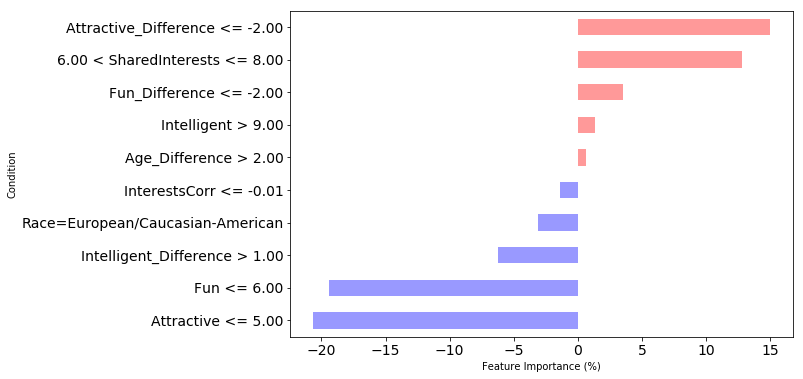 Attractive_Difference <= -2.00
6.00 < SharedInterests <= 8.00
Fun_Difference <= -2.00
Intelligent > 9.00
Age_Difference > 2.00
InterestsCorr <= -0.01
Race=European/Caucasian-American
Intelligent_Difference > 1.00
Fun <= 6.00
Attractive <= 5.00
Condition
−20 −15 −10 −5 0 5 10 15
Feature Importance (%)